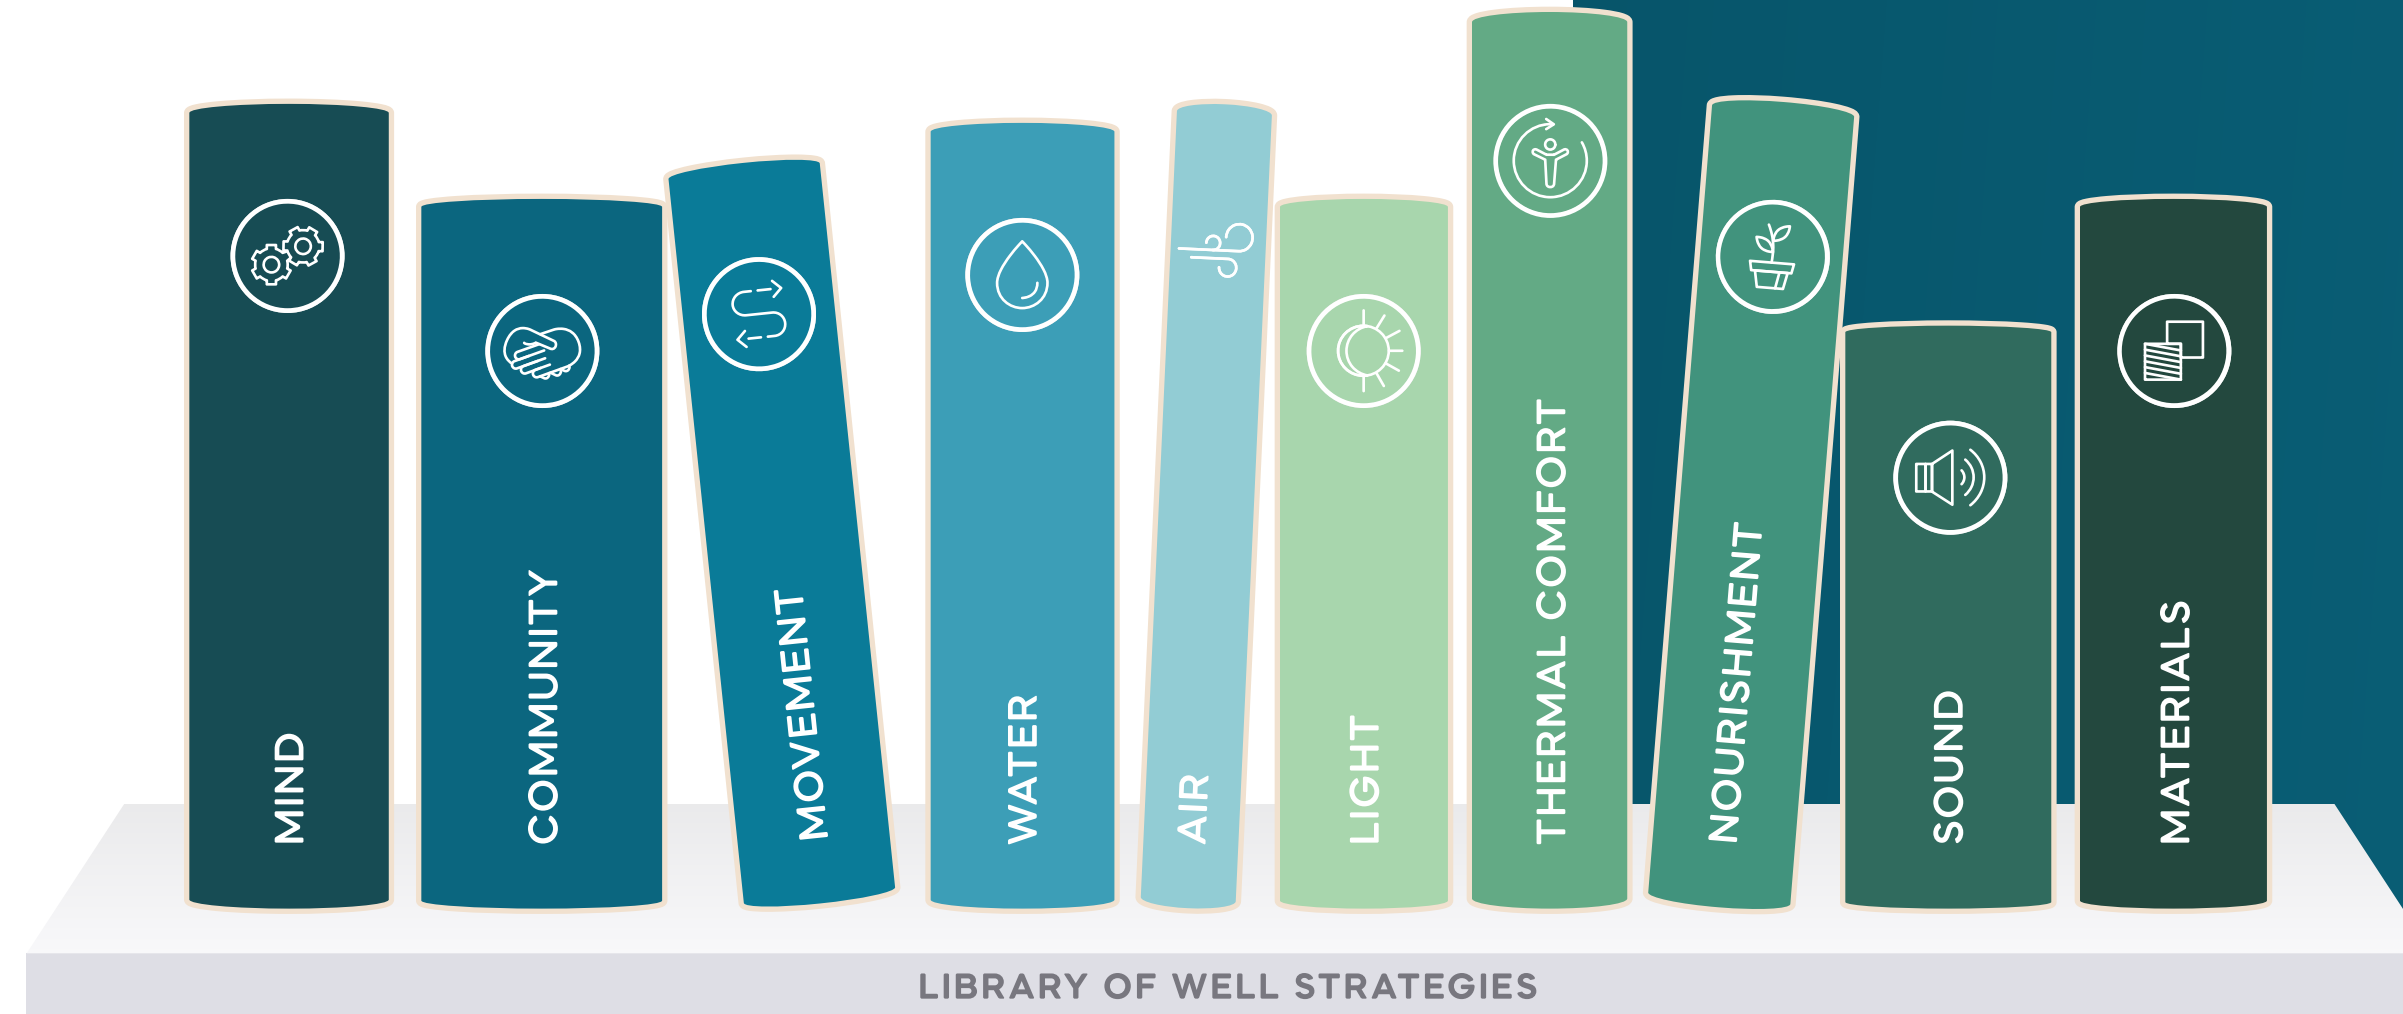 MIND
COMMUNITY
MOVEMENT
WATER
AIR
LIGHT
THERMAL COMFORT
NOURISHMENT
SOUND
MATERIALS
LIBRARY OF WELL STRATEGIES